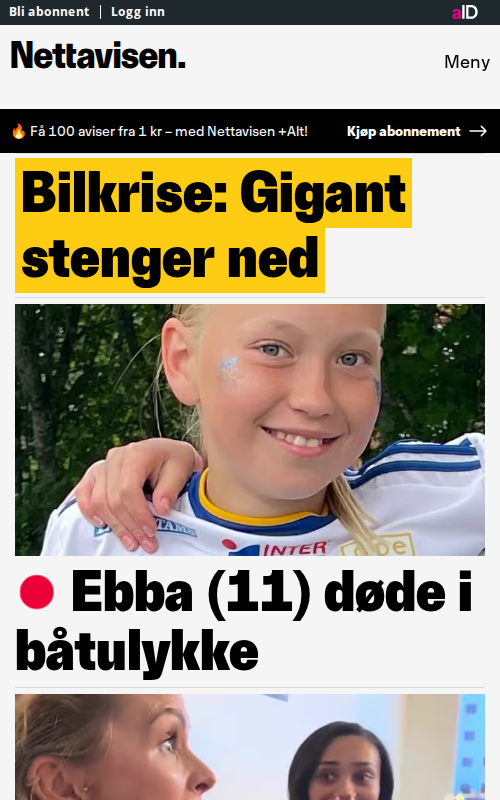 Bli abonnent | Logg inn
aID
Nettavisen.
Meny
🔥 Få 100 aviser fra 1 kr – med Nettavisen +Alt!
Kjøp abonnement →
Bilkrise: Gigant
stenger ned
INTER
Ebba (11) døde i
båtulykke